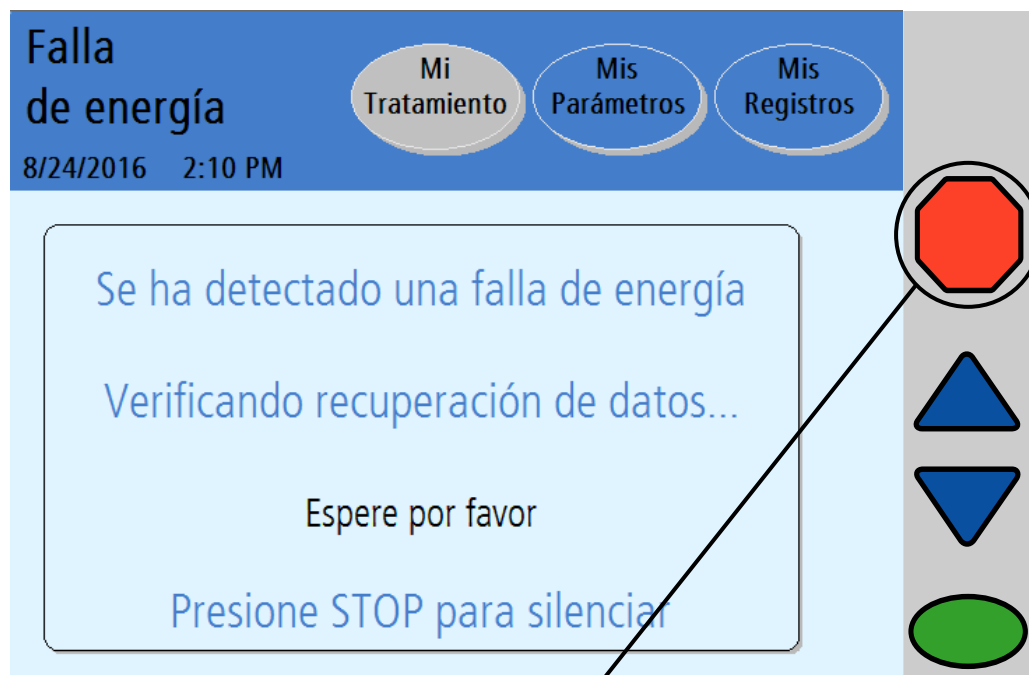 Falla
de energía
8/24/2016 2:10 PM
Mi
Tratamiento
Mis
Parámetros
Mis
Registros
Se ha detectado una falla de energía
Verificando recuperación de datos...
Espere por favor
Presione STOP para silenciar